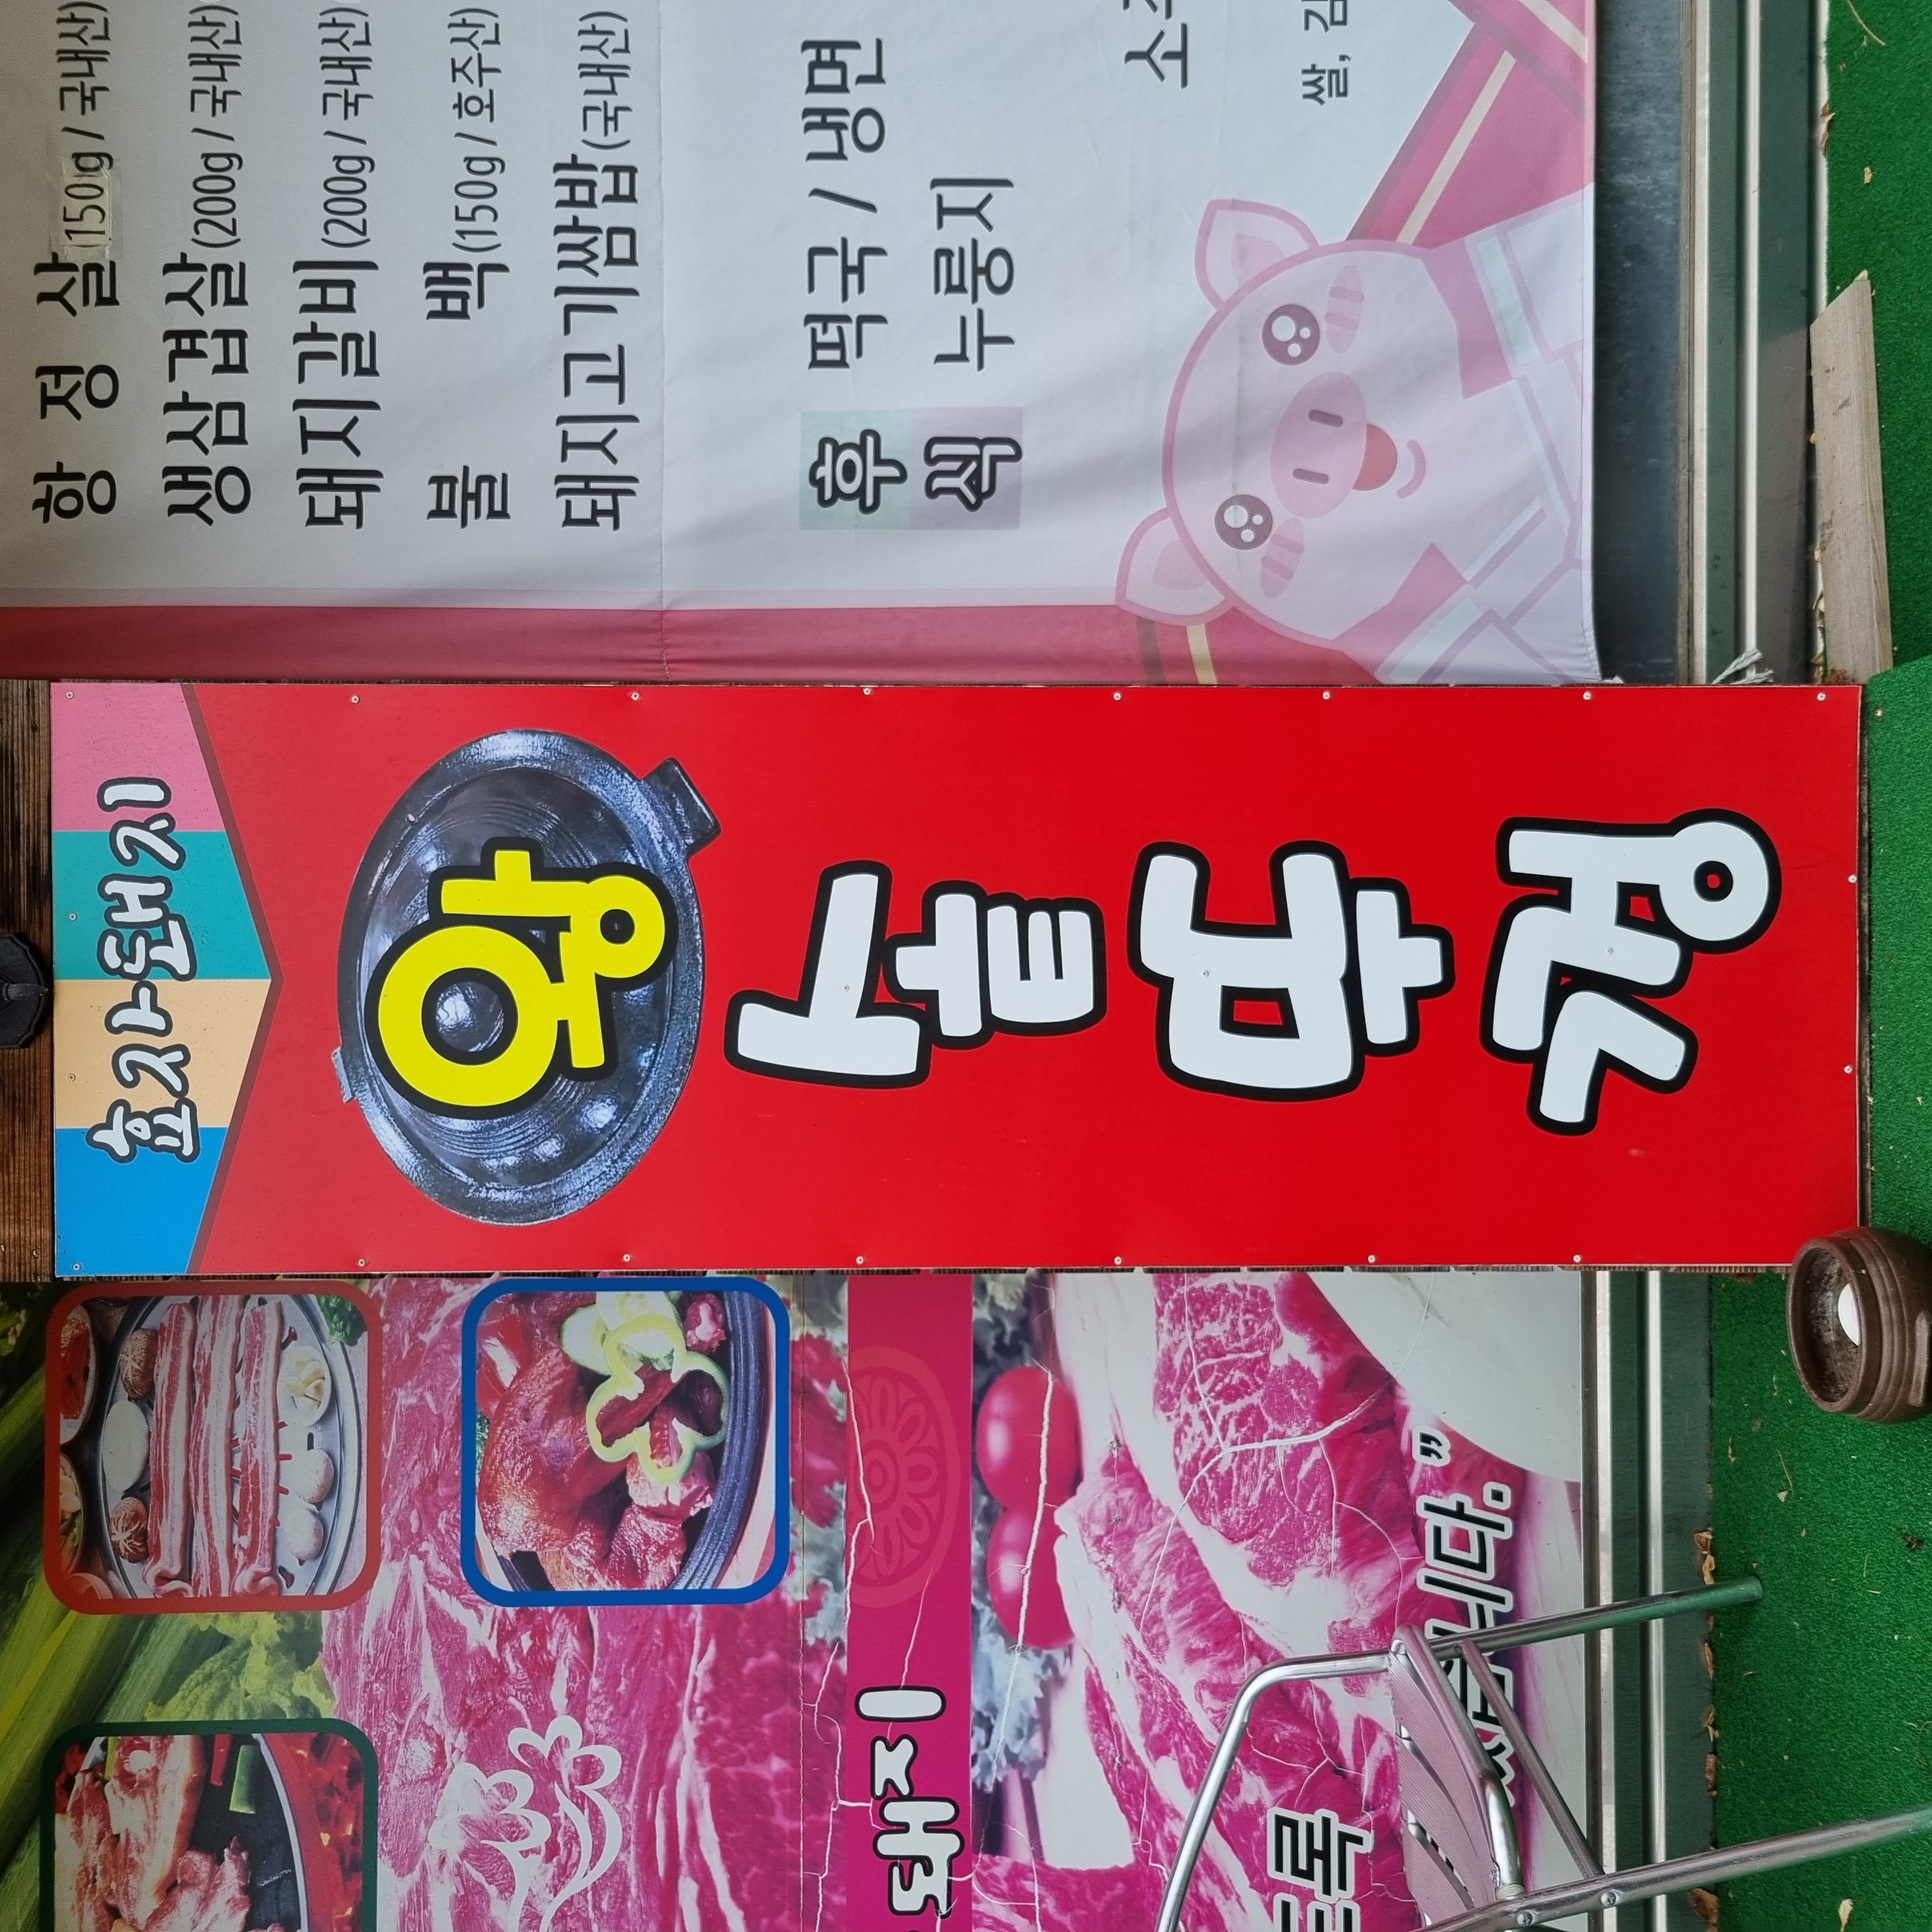 돼지
록
니다.”
효자돼지
왕
솥
뚜
껑
항 정 살(150g / 국내산)
생삼겹살(200g / 국내산)
돼지갈비(200g / 국내산)
불 백(150g / 호주산)
돼지고기쌈밥(국내산)
후식
떡국 / 냉면
누룽지
쌀,